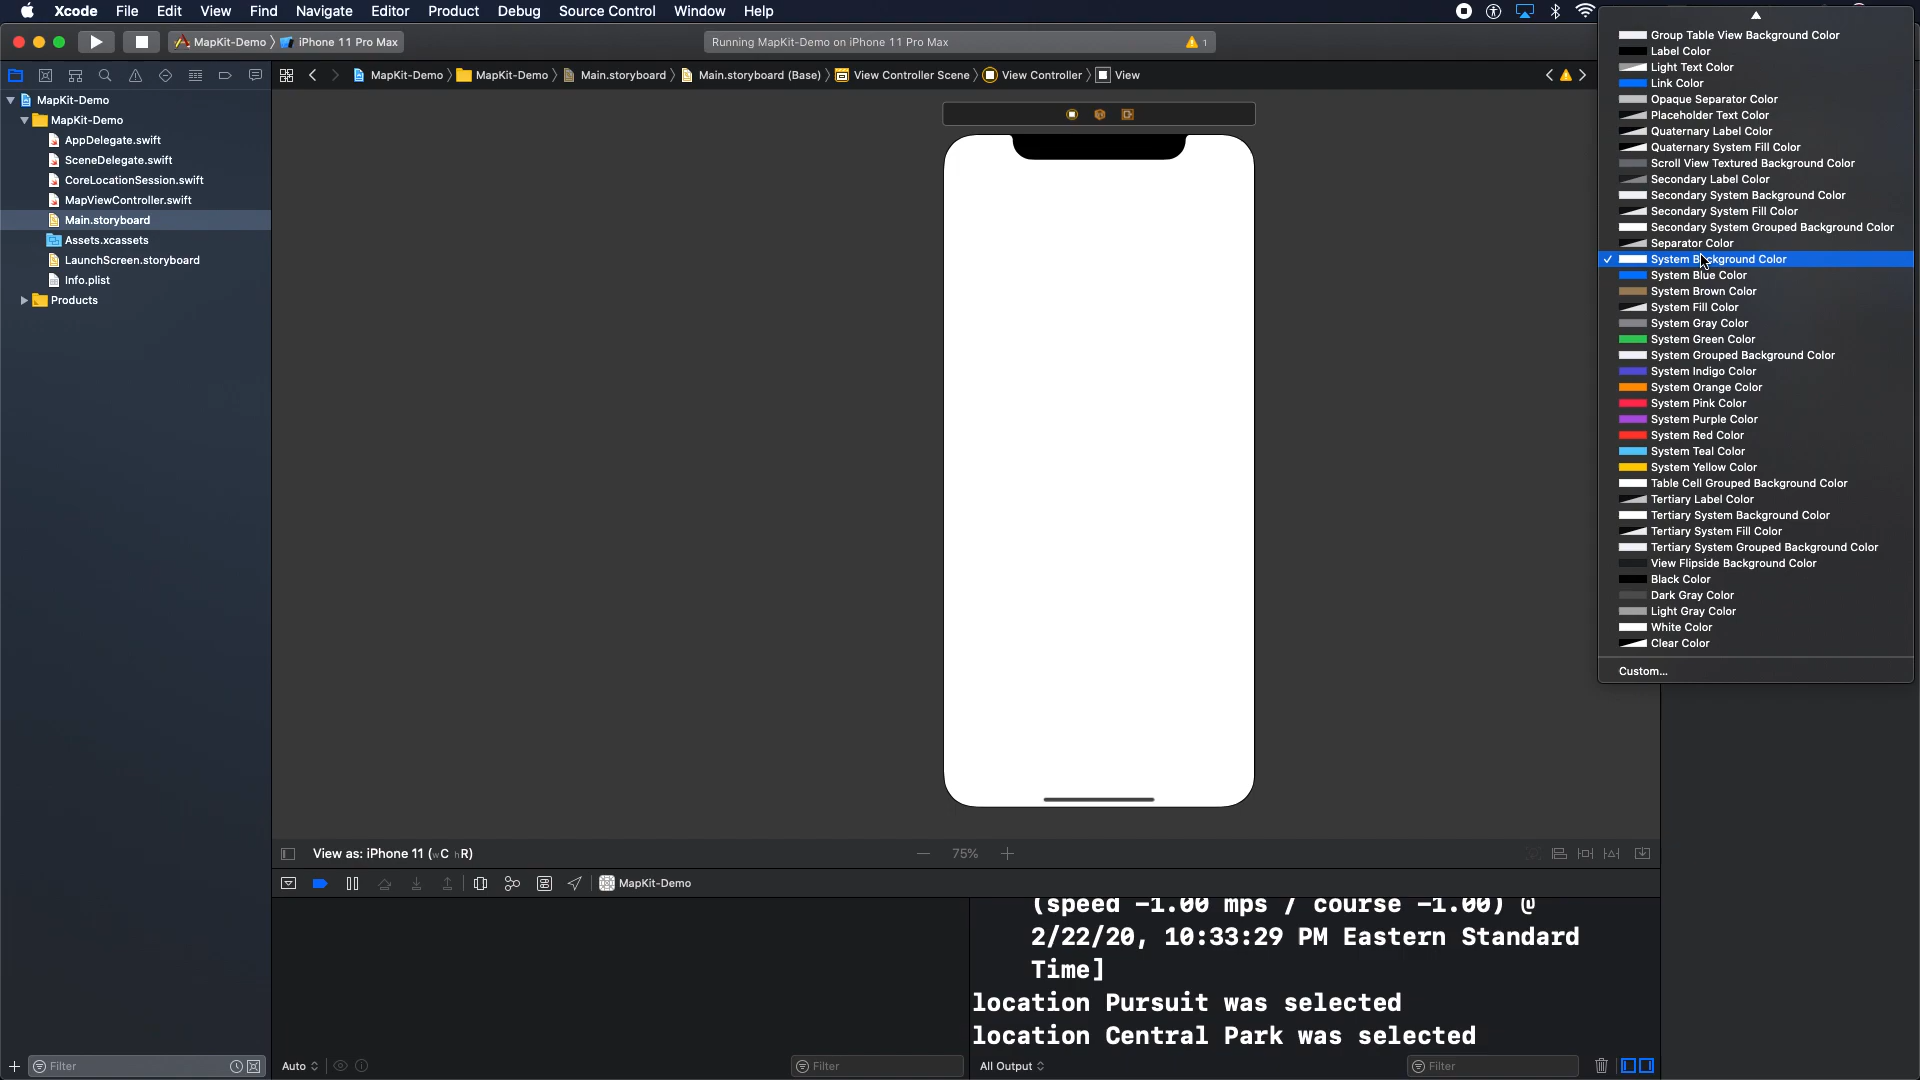 Xcode File Edit View Find Navigate Editor Product Debug Source Control Window Help
MapKit-Demo iPhone 11 Pro Max
Running MapKit-Demo on iPhone 11 Pro Max
1
MapKit-Demo MapKit-Demo Main.storyboard Main.storyboard (Base) View Controller Scene View Controller View
MapKit-Demo
MapKit-Demo
AppDelegate.swift
SceneDelegate.swift
CoreLocationSession.swift
MapViewController.swift
Main.storyboard
Assets.xcassets
LaunchScreen.storyboard
Info.plist
Products
Group Table View Background Color
Label Color
Light Text Color
Link Color
Opaque Separator Color
Placeholder Text Color
Quaternary Label Color
Quaternary System Fill Color
Scroll View Textured Background Color
Secondary Label Color
Secondary System Background Color
Secondary System Fill Color
Secondary System Grouped Background Color
Separator Color
System Background Color
System Blue Color
System Brown Color
System Fill Color
System Gray Color
System Green Color
System Grouped Background Color
System Indigo Color
System Orange Color
System Pink Color
System Purple Color
System Red Color
System Teal Color
System Yellow Color
Table Cell Grouped Background Color
Tertiary Label Color
Tertiary System Background Color
Tertiary System Fill Color
Tertiary System Grouped Background Color
View Flipside Background Color
Black Color
Dark Gray Color
Light Gray Color
White Color
Clear Color
Custom...
View as: iPhone 11 (wC hR)
75%
MapKit-Demo
(speed -1.00 mps / course -1.00) @
2/22/20, 10:33:29 PM Eastern Standard
Time]
location Pursuit was selected
location Central Park was selected
Filter
Auto
Filter
All Output
Filter